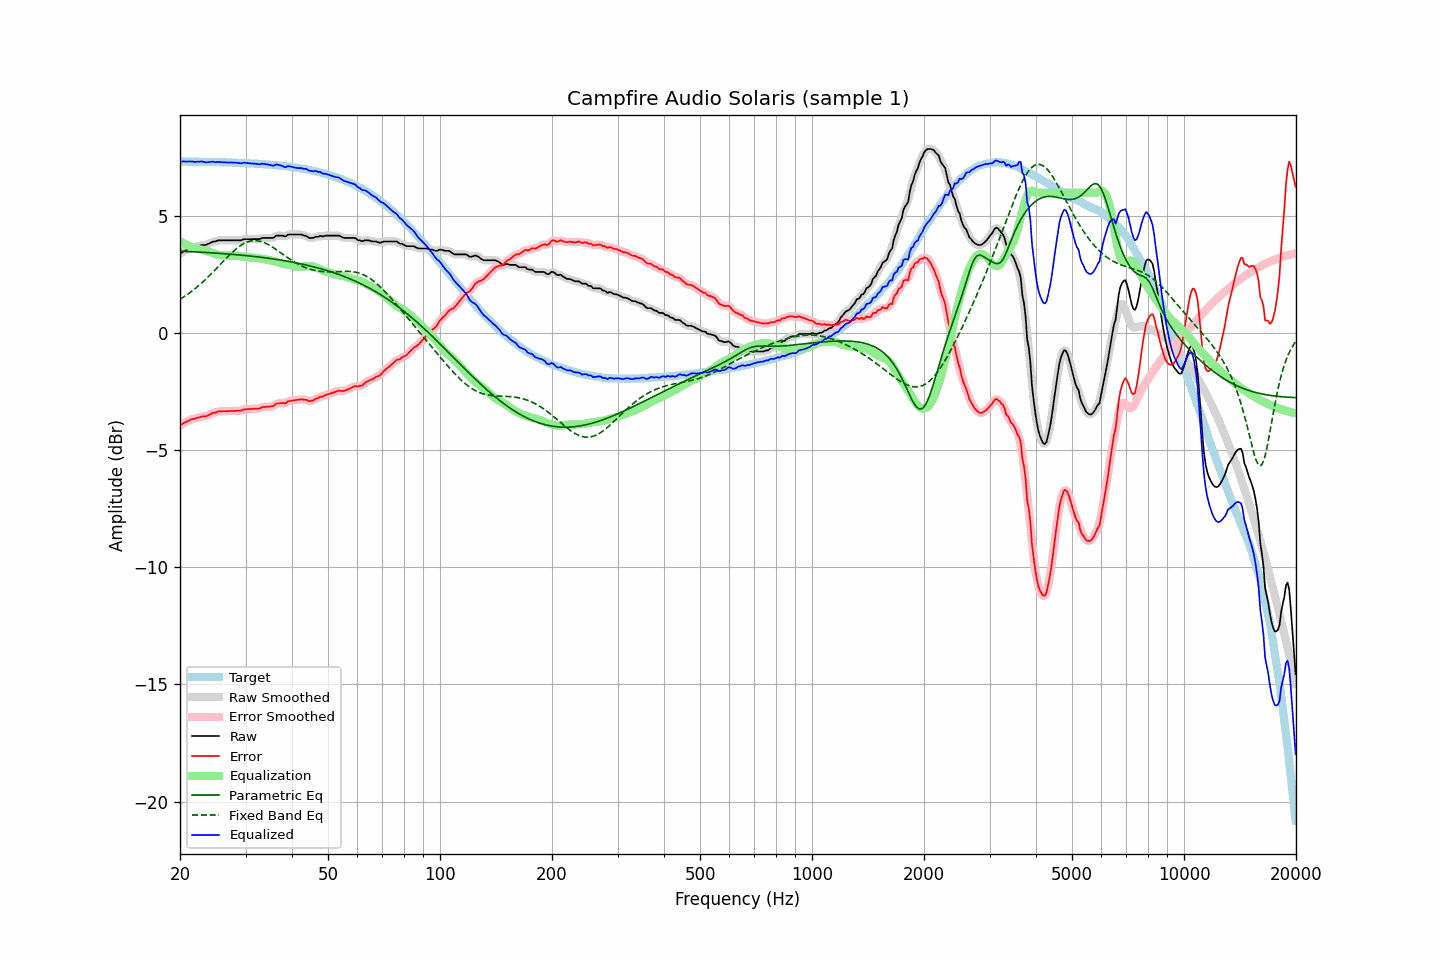 Campfire Audio Solaris (sample 1)
Amplitude (dBr)
5
0
−5
−10
−15
−20
Target
Raw Smoothed
Error Smoothed
Raw
Error
Equalization
Parametric Eq
Fixed Band Eq
Equalized
20 50 100 200 500 1000 2000 5000 10000 20000
Frequency (Hz)